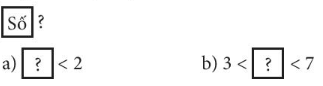 Số ?
a) ? < 2 b) 3 < ? < 7